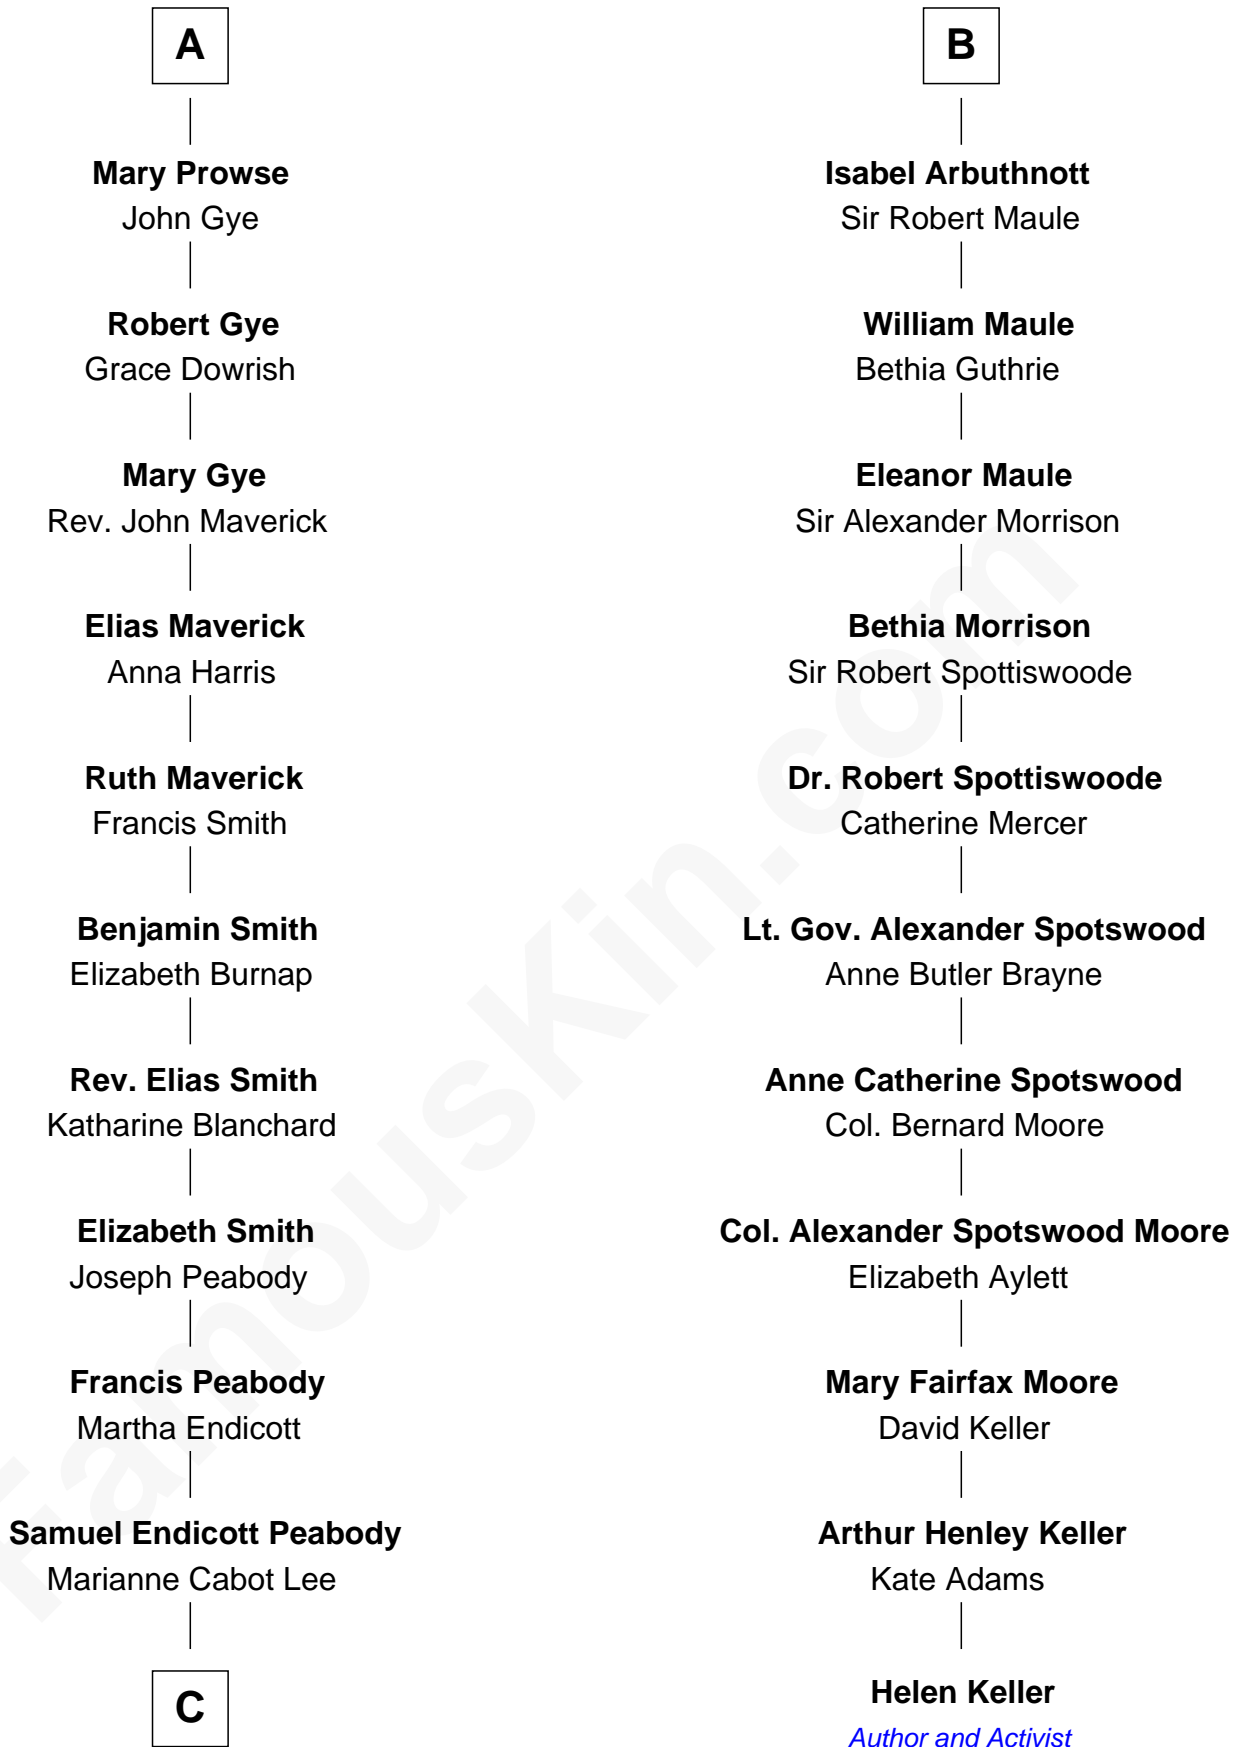 A
Mary Prowse
John Gye
Robert Gye
Grace Dowrish
Mary Gye
Rev. John Maverick
Elias Maverick
Anna Harris
Ruth Maverick
Francis Smith
Benjamin Smith
Elizabeth Burnap
Rev. Elias Smith
Katharine Blanchard
Elizabeth Smith
Joseph Peabody
Francis Peabody
Martha Endicott
Samuel Endicott Peabody
Marianne Cabot Lee
C
B
Isabel Arbuthnott
Sir Robert Maule
William Maule
Bethia Guthrie
Eleanor Maule
Sir Alexander Morrison
Bethia Morrison
Sir Robert Spottiswoode
Dr. Robert Spottiswoode
Catherine Mercer
Lt. Gov. Alexander Spotswood
Anne Butler Brayne
Anne Catherine Spotswood
Col. Bernard Moore
Col. Alexander Spotswood Moore
Elizabeth Aylett
Mary Fairfax Moore
David Keller
Arthur Henley Keller
Kate Adams
Helen Keller
Author and Activist
FamousKin.com